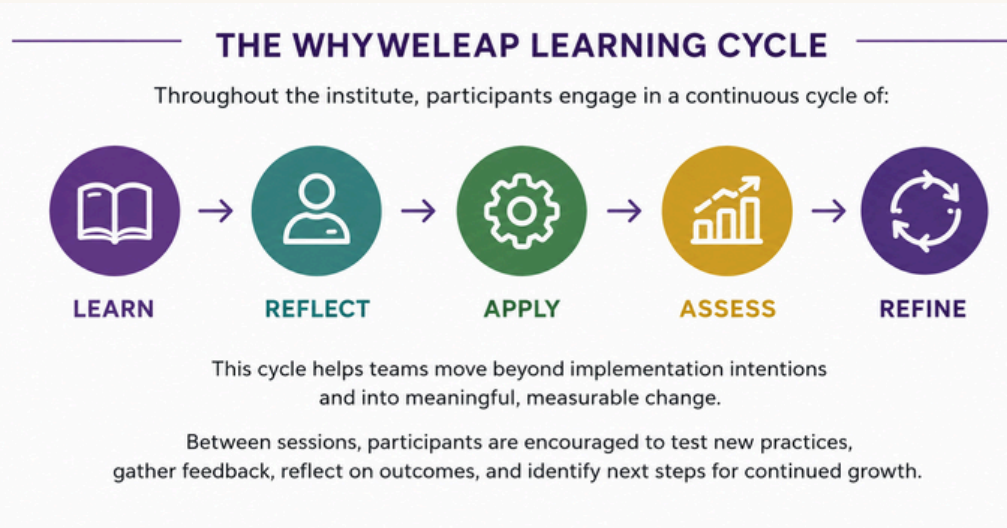 THE WHYWELEAP LEARNING CYCLE
Throughout the institute, participants engage in a continuous cycle of:
LEARN
REFLECT
APPLY
ASSESS
REFINE
This cycle helps teams move beyond implementation intentions
and into meaningful, measurable change.
Between sessions, participants are encouraged to test new practices,
gather feedback, reflect on outcomes, and identify next steps for continued growth.